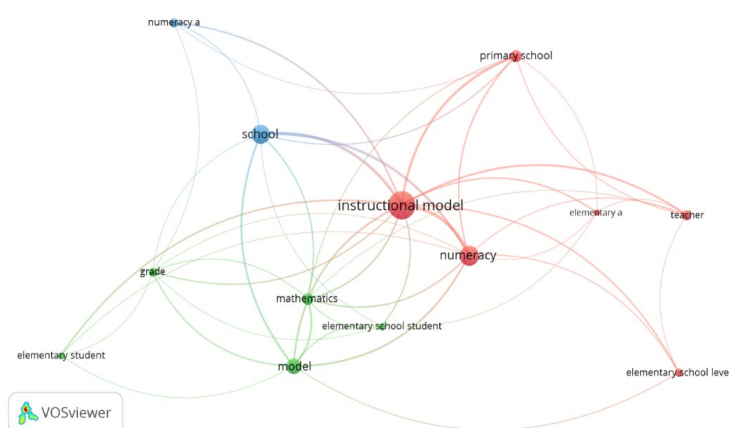 numeracy a
primary school
school
instructional model
elementary a
teacher
numeracy
grade
mathematics
elementary school student
elementary student
model
elementary school leve
VOSviewer